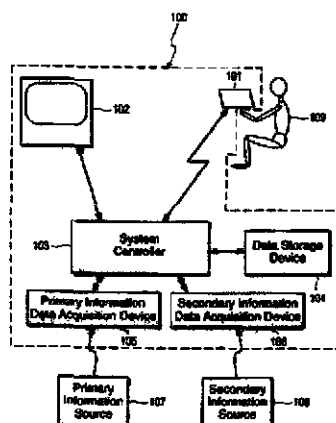 100
101
102
109
103
System
Controller
Data Storage
Device
104
Primary Information
Data Acquisition Device
Secondary Information
Data Acquisition Device
105
106
Primary
Information
Source
107
Secondary
Information
Source
108